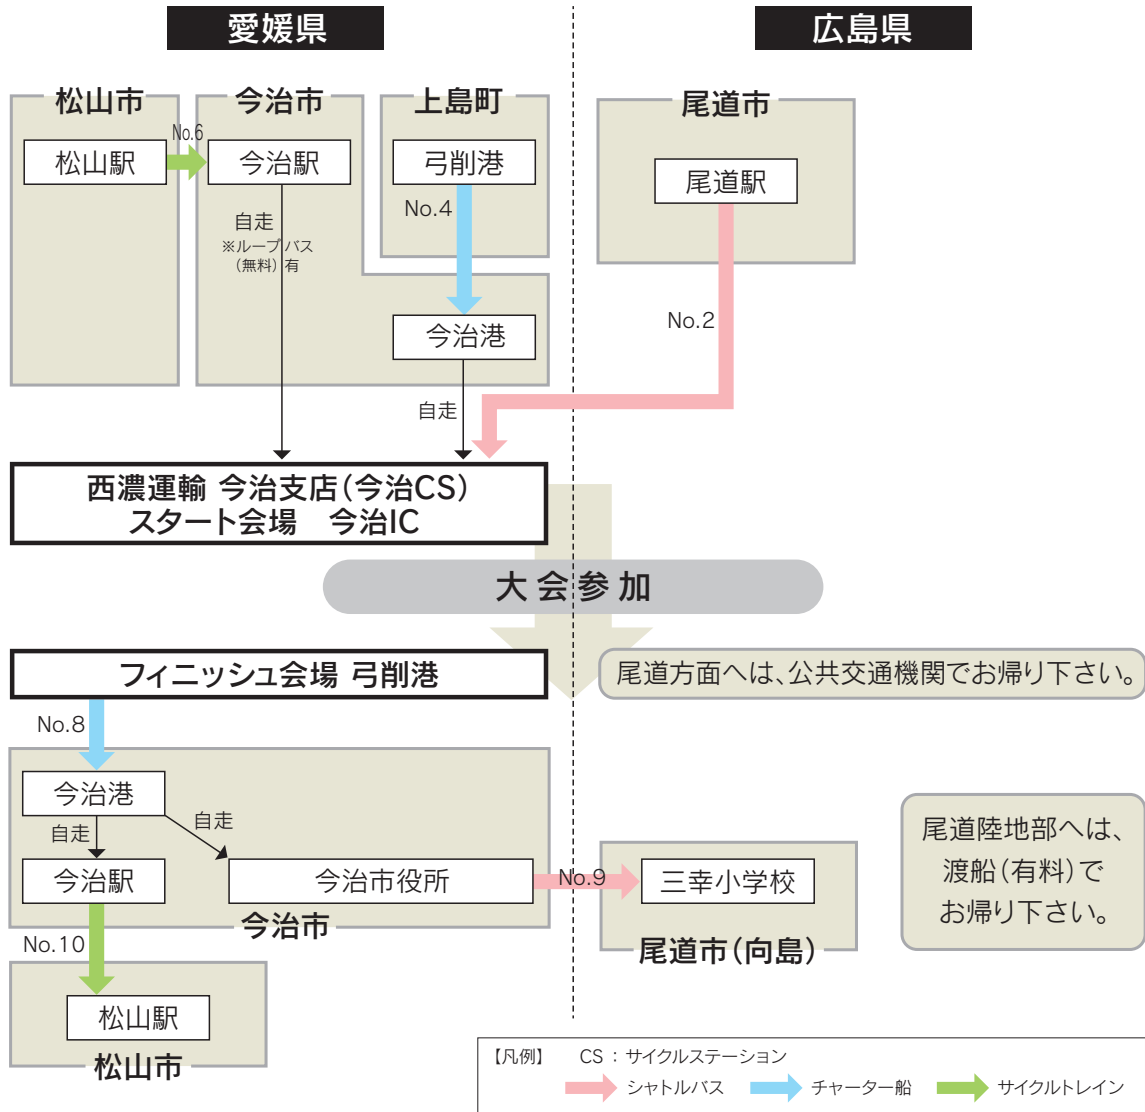 愛媛県
広島県
松山市
今治市
上島町
尾道市
No.6
松山駅
今治駅
弓削港
尾道駅
No.4
自走
※ループバス
（無料）有
今治港
No.2
自走
西濃運輸 今治支店（今治CS）
スタート会場　今治IC
大会参加
フィニッシュ会場 弓削港
尾道方面へは、公共交通機関でお帰り下さい。
No.8
今治港
自走
自走
今治駅
今治市役所
No.9
三幸小学校
尾道陸地部へは、
渡船（有料）で
お帰り下さい。
今治市
尾道市（向島）
No.10
松山駅
松山市
【凡例】　CS：サイクルステーション
シャトルバス　チャーター船　サイクルトレイン